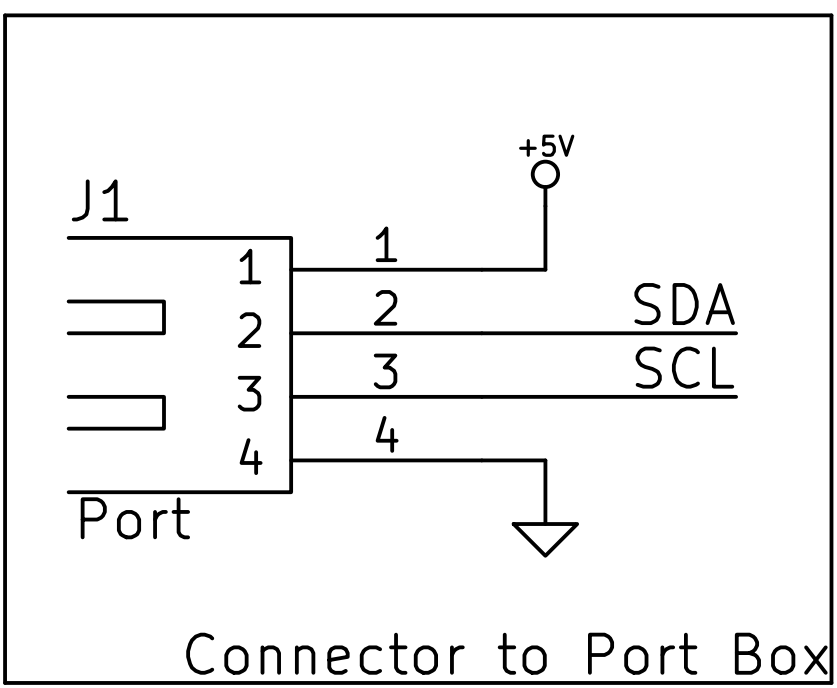 +5V
J1
1 1
2 2 SDA
3 3 SCL
4 4
Port
Connector to Port Box